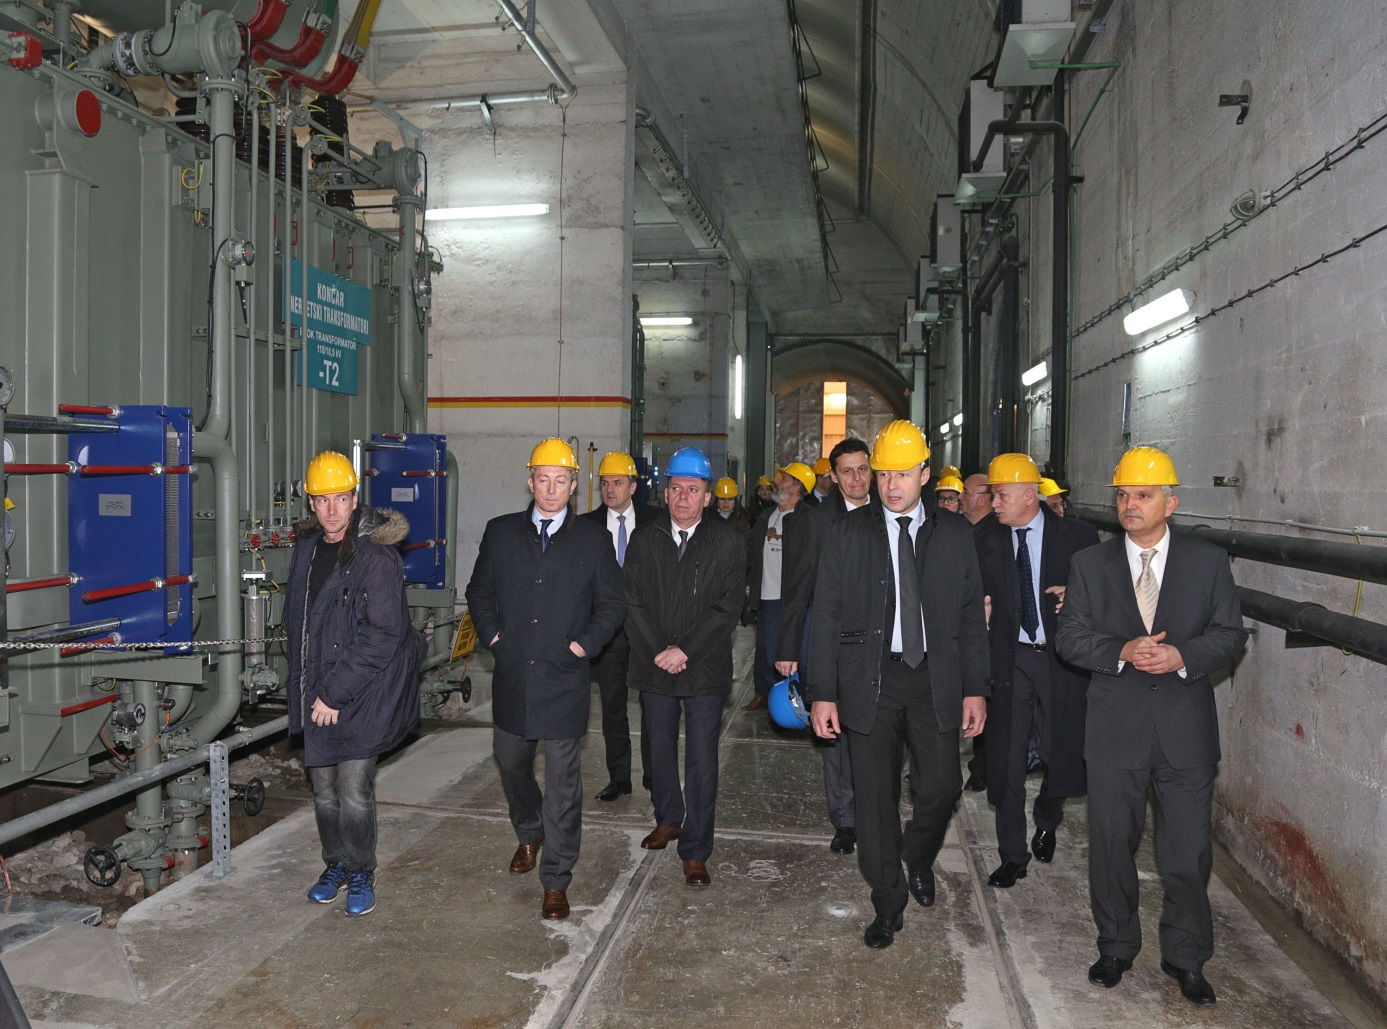 KONČAR
ENERGETSKI TRANSFORMATORI
BLOK TRANSFORMATOR
110/10,5 kV
-T2